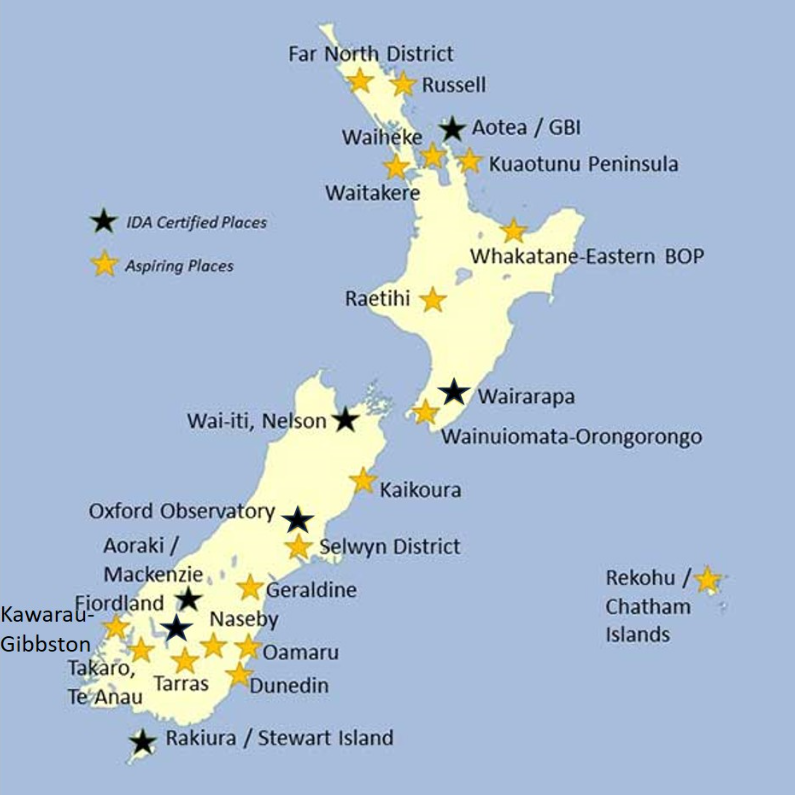 Far North District
Russell
Aotea / GBI
Waiheke
Kuaotunu Peninsula
Waitakere
IDA Certified Places
Aspiring Places
Whakatane-Eastern BOP
Raetihi
Wairarapa
Wai-iti, Nelson
Wainuiomata-Orongorongo
Kaikoura
Oxford Observatory
Selwyn District
Aoraki /
Mackenzie
Rekohu /
Chatham
Islands
Geraldine
Fiordland
Kawarau-
Gibbston
Naseby
Oamaru
Takaro,
Te Anau
Tarras
Dunedin
Rakiura / Stewart Island